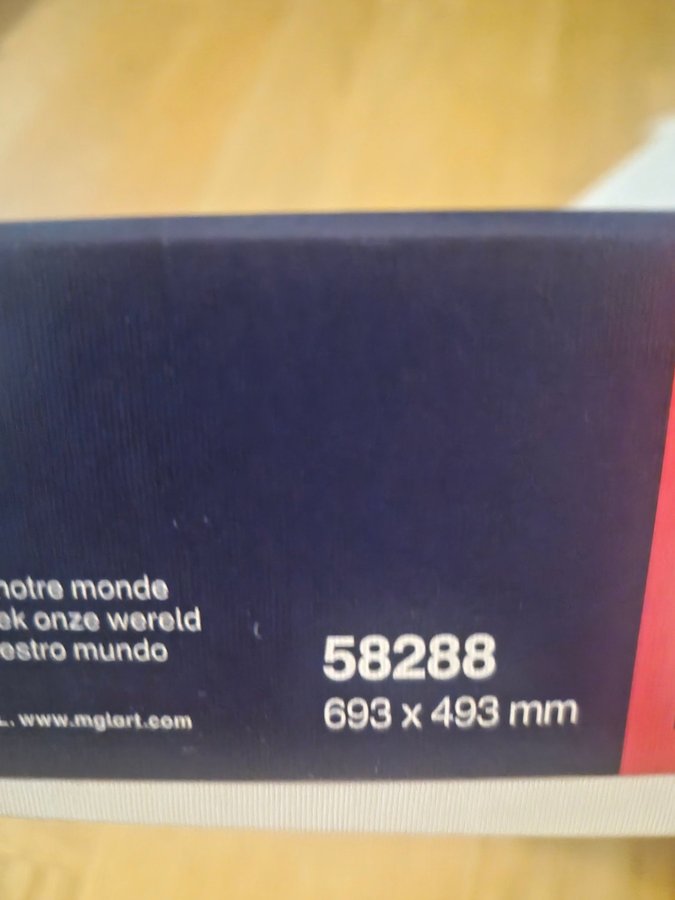 notre monde
ek onze wereld
estro mundo
L. www.mglart.com
58288
693 x 493 mm